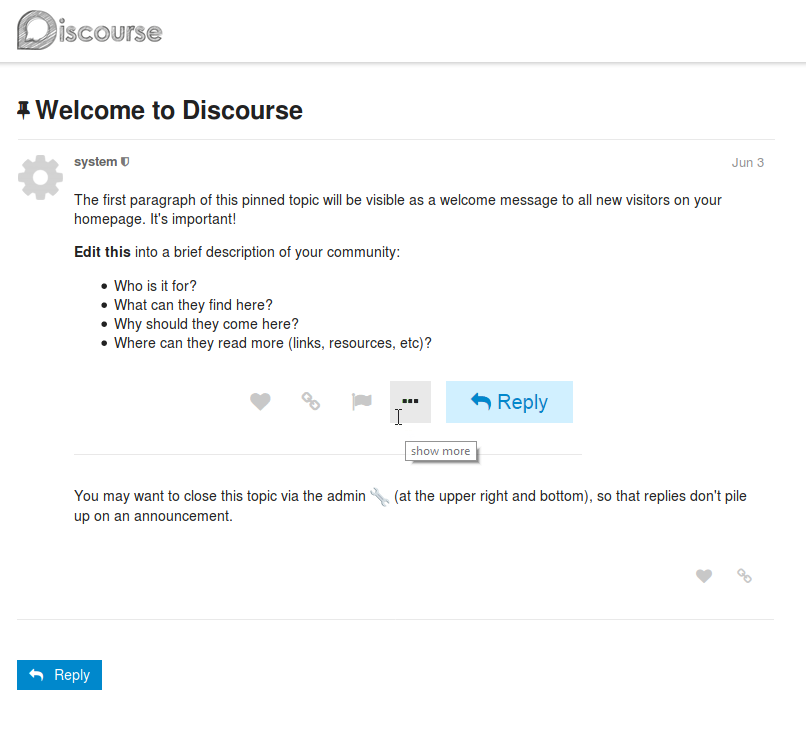 Discourse
Welcome to Discourse
system
Jun 3
The first paragraph of this pinned topic will be visible as a welcome message to all new visitors on your
homepage. It's important!
Edit this into a brief description of your community:
Who is it for?
What can they find here?
Why should they come here?
Where can they read more (links, resources, etc)?
Reply
show more
You may want to close this topic via the admin (at the upper right and bottom), so that replies don't pile
up on an announcement.
Reply